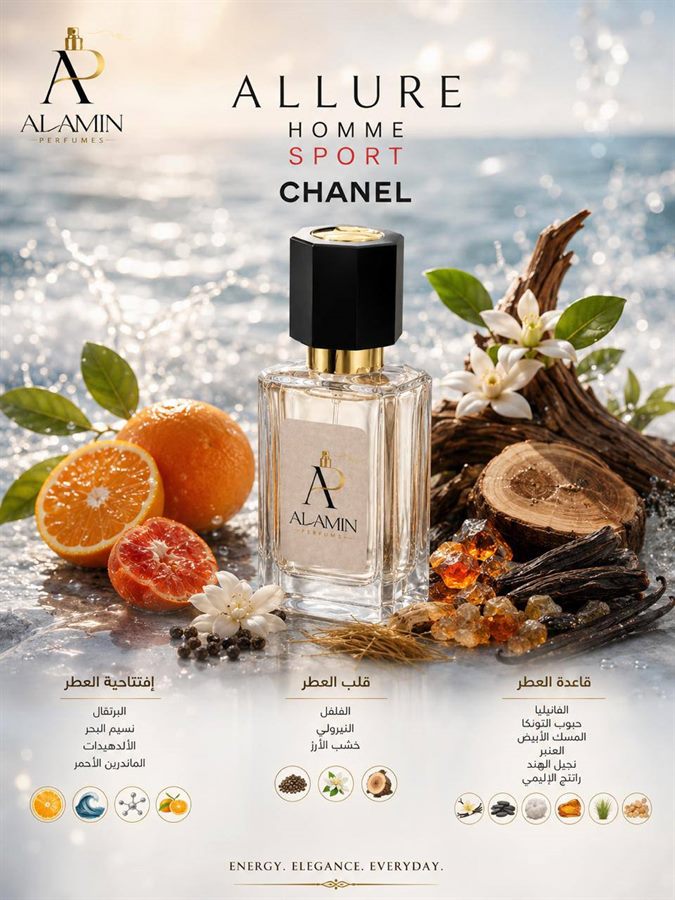 AP
ALAMIN
PERFUMES
ALLURE
HOMME
SPORT
CHANEL
AP
ALAMIN
PERFUMES
إفتتاحية العطر
البرتقال
نسيم البحر
الألدهيدات
الماندرين الأحمر
قلب العطر
الفلفل
النيرولي
خشب الأرز
قاعدة العطر
الفانيليا
حبوب التونكا
المسك الأبيض
العنبر
نجيل الهند
راتنج الإليمي
ENERGY. ELEGANCE. EVERYDAY.